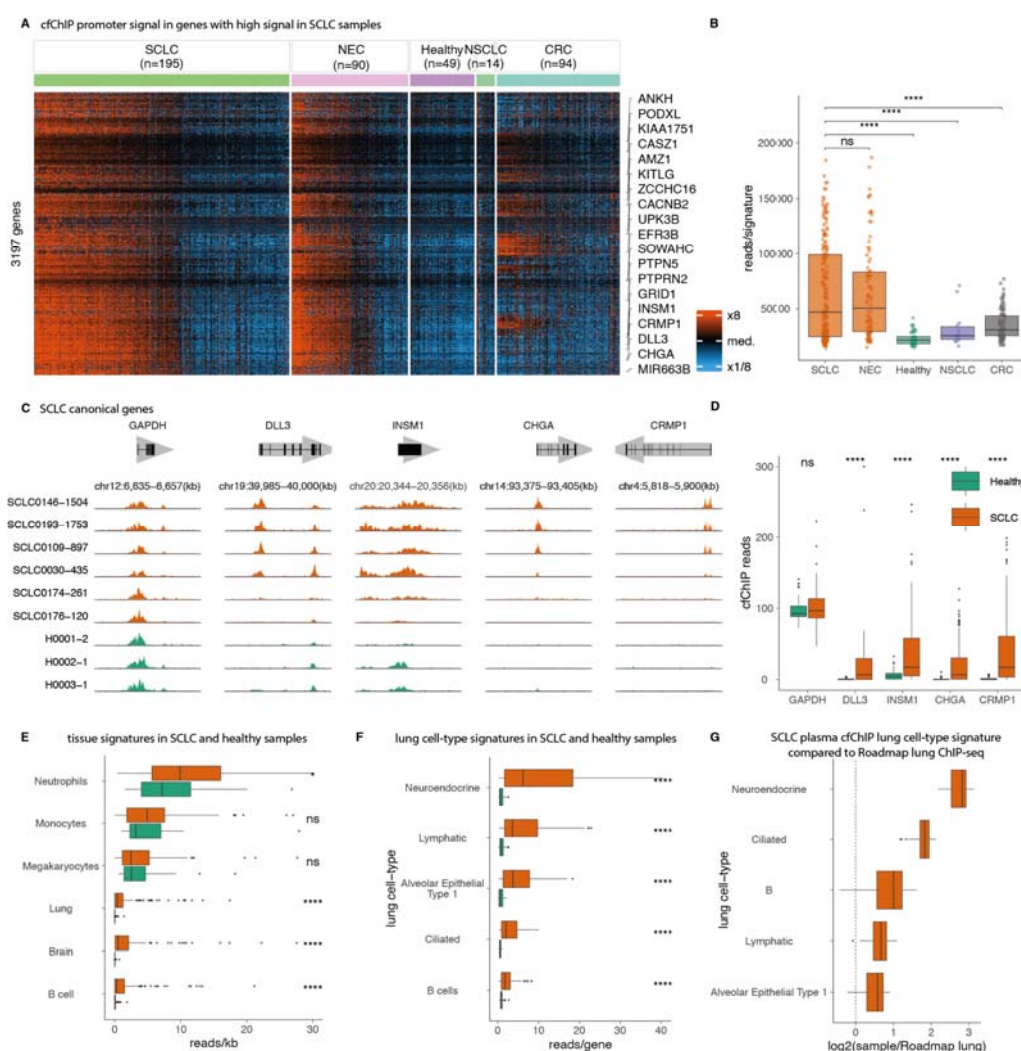 A cfChIP promoter signal in genes with high signal in SCLC samples
SCLC
(n=195)
NEC
(n=90)
Healthy
(n=49)
NSCLC
(n=14)
CRC
(n=94)
3197 genes
ANKH
PODXL
KIAA1751
CASZ1
AMZ1
KITLG
ZCCHC16
CACNB2
UPK3B
EFR3B
SOWAHC
PTPN5
PTPRN2
GRID1
INSM1
CRMP1
DLL3
CHGA
MIR663B
x8
med.
x1/8
B
****
****
****
ns
200'000
150'000
100'000
50'000
reads/signature
SCLC NEC Healthy NSCLC CRC
C SCLC canonical genes
GAPDH DLL3 INSM1 CHGA CRMP1
chr12:6,635-6,657(kb) chr19:39,985-40,000(kb) chr20:20,344-20,356(kb) chr14:93,375-93,405(kb) chr4:5,818-5,900(kb)
SCLC0146-1504
SCLC0193-1753
SCLC0109-897
SCLC0030-435
SCLC0174-261
SCLC0176-120
H0001-2
H0002-1
H0003-1
D
ns **** **** **** ****
300
200
100
0
cfChIP reads
Healthy
SCLC
GAPDH DLL3 INSM1 CHGA CRMP1
E tissue signatures in SCLC and healthy samples
Neutrophils
*
Monocytes
ns
Megakaryocytes
ns
Lung
****
Brain
****
B cell
****
0 10 20 30
reads/kb
F lung cell-type signatures in SCLC and healthy samples
lung cell-type
Neuroendocrine
****
Lymphatic
****
Alveolar Epithelial
Type 1
****
Ciliated
****
B cells
****
0 10 20 30 40
reads/gene
G SCLC plasma cfChIP lung cell-type signature
compared to Roadmap lung ChIP-seq
lung cell-type
Neuroendocrine
Ciliated
B
Lymphatic
Alveolar Epithelial Type 1
0 1 2 3
log2(sample/Roadmap lung)